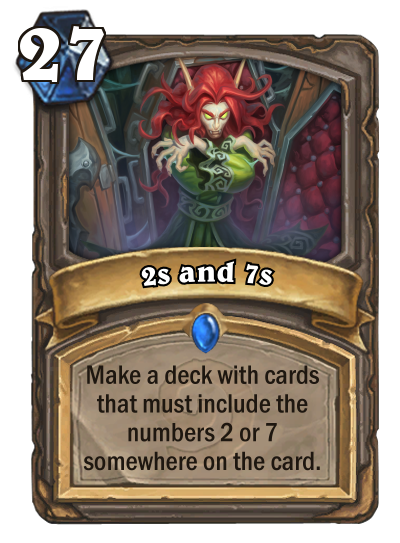 27
2s and 7s
Make a deck with cards
that must include the
numbers 2 or 7
somewhere on the card.